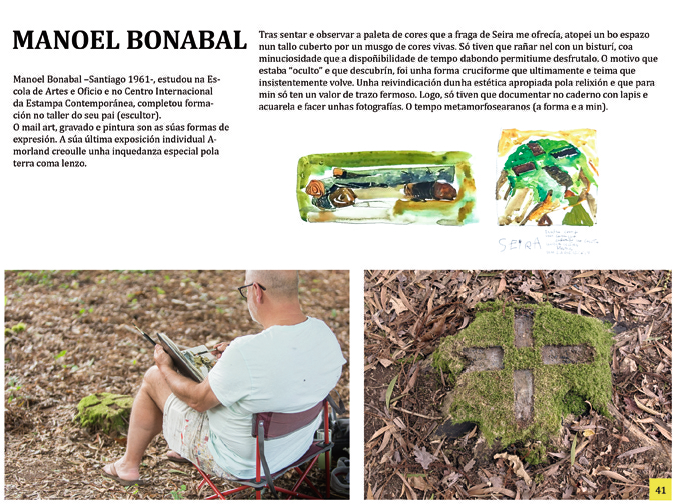 MANOEL BONABAL
Manoel Bonabal –Santiago 1961-, estudou na Es-
cola de Artes e Oficio e no Centro Internacional
da Estampa Contemporánea, completou forma-
ción no taller do seu pai (escultor).
O mail art, gravado e pintura son as súas formas de
expresión. A súa última exposición individual A-
morland creoulle unha inquedanza especial pola
terra coma lenzo.
Tras sentar e observar a paleta de cores que a fraga de Seira me ofrecía, atopei un bo espazo
nun tallo cuberto por un musgo de cores vivas. Só tiven que rañar nel con un bisturí, coa
minuciosidade que a dispoñibilidade de tempo dabondo permitiume desfrutalo. O motivo que
estaba “oculto” e que descubrín, foi unha forma cruciforme que ultimamente e teima que
insistentemente volve. Unha reivindicación dunha estética apropiada pola relixión e que para
min só ten un valor de trazo fermoso. Logo, só tiven que documentar no caderno con lapis e
acuarela e facer unhas fotografías. O tempo metamorfosearanos (a forma e a min).
SEIRA
41